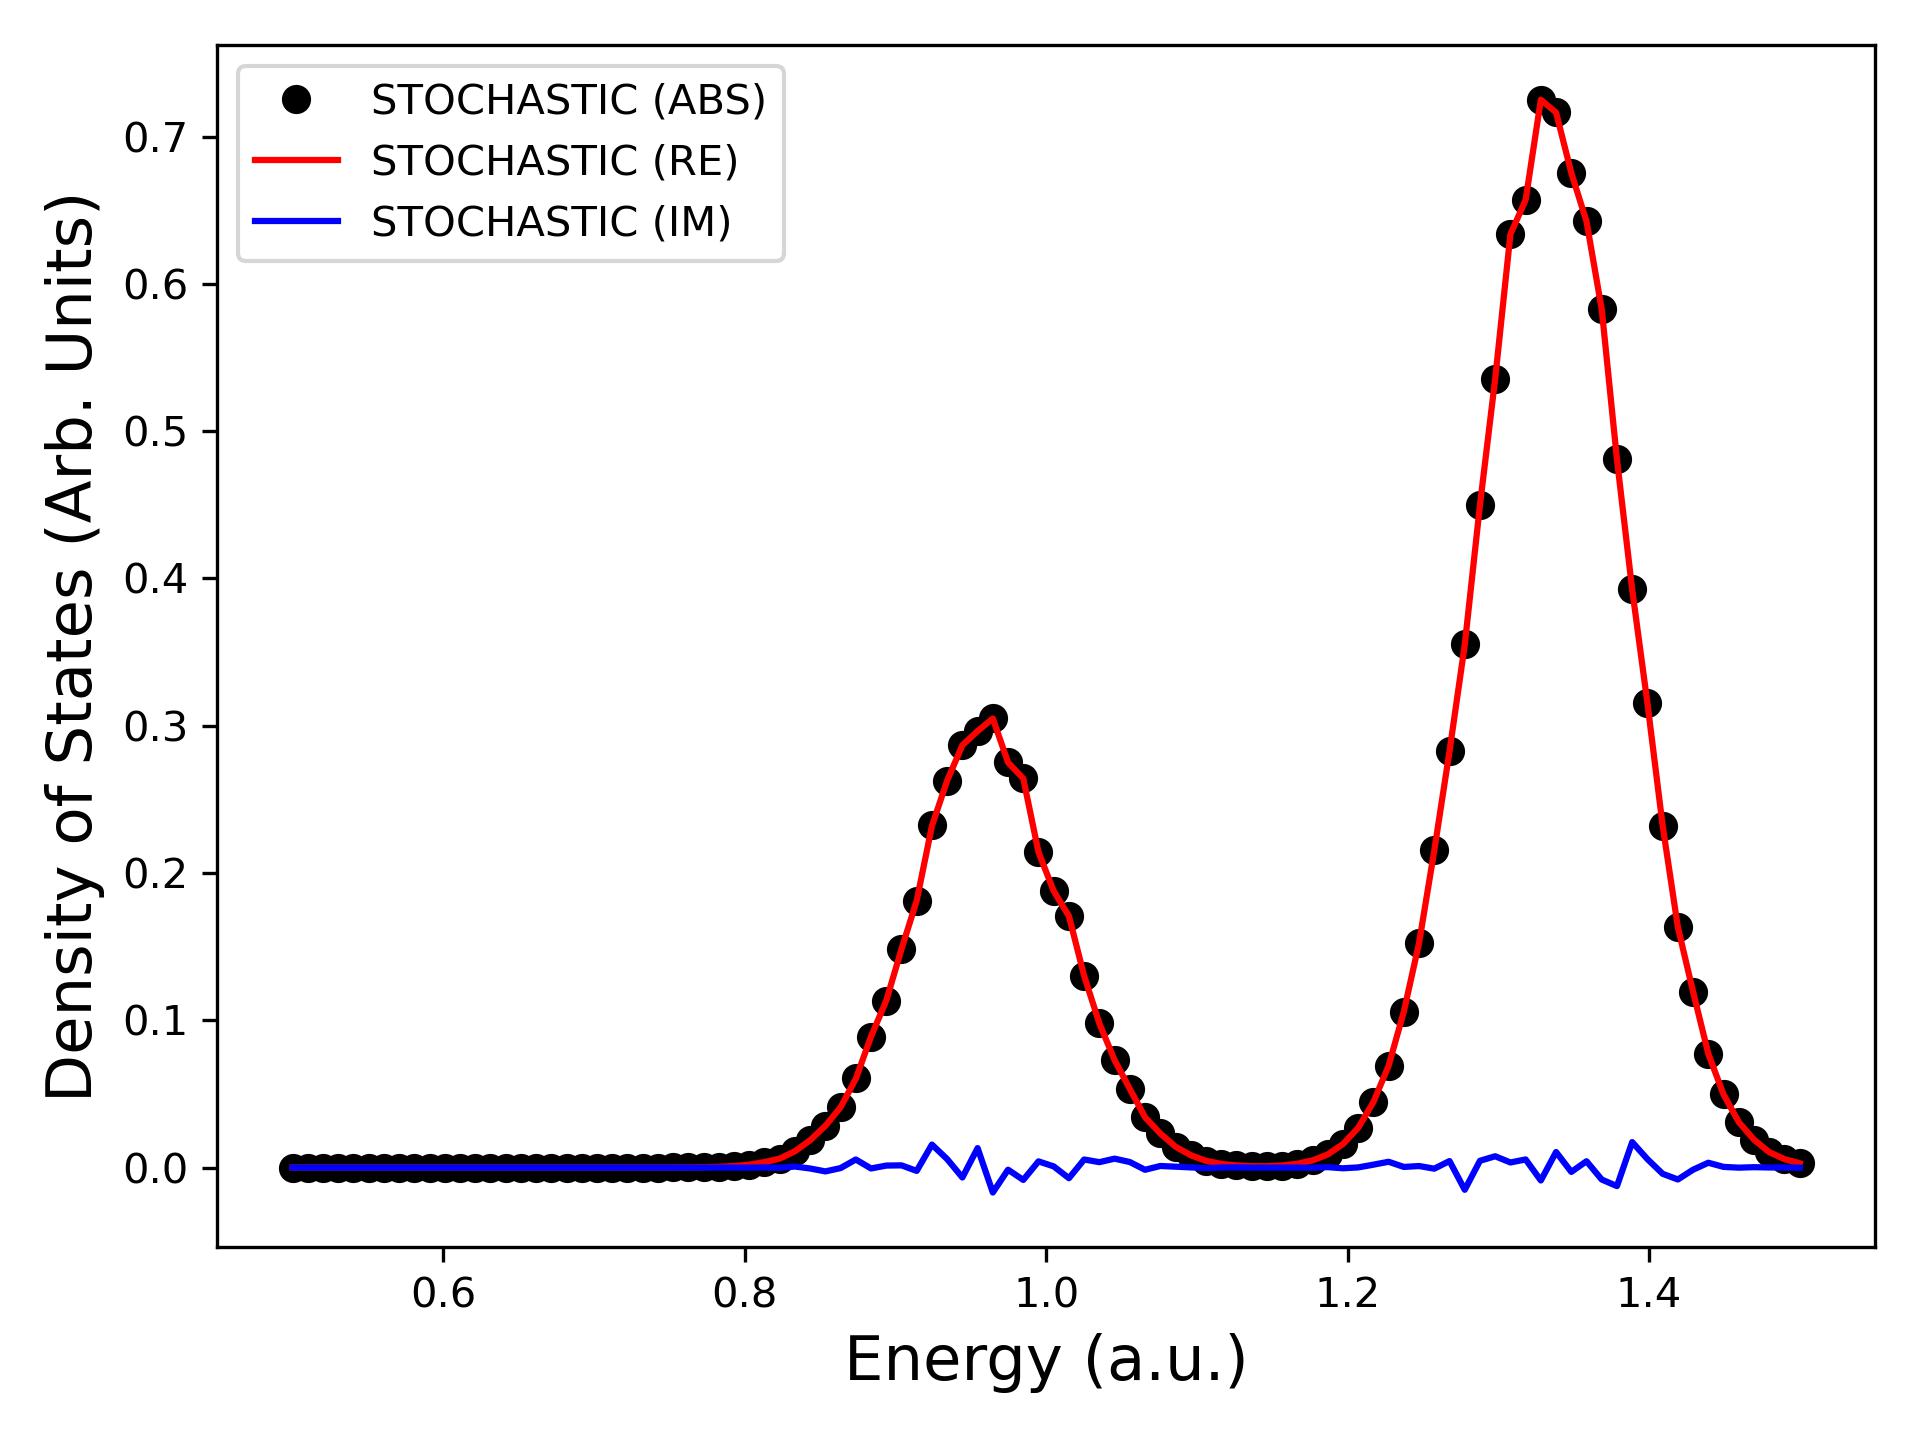 STOCHASTIC (ABS)
STOCHASTIC (RE)
STOCHASTIC (IM)
Density of States (Arb. Units)
0.7
0.6
0.5
0.4
0.3
0.2
0.1
0.0
0.6 0.8 1.0 1.2 1.4
Energy (a.u.)